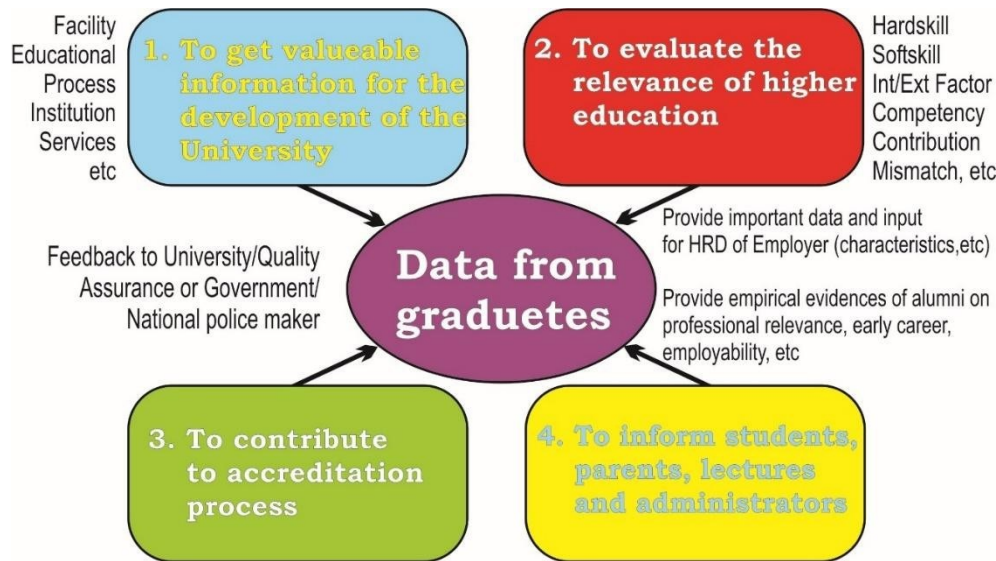 Facility
Educational
Process
Institution
Services
etc
1. To get valueable
information for the
development of the
University
2. To evaluate the
relevance of higher
education
Hardskill
Softskill
Int/Ext Factor
Competency
Contribution
Mismatch, etc
Feedback to University/Quality
Assurance or Government/
National police maker
Data from
graduetes
Provide important data and input
for HRD of Employer (characteristics,etc)
Provide empirical evidences of alumni on
professional relevance, early career,
employability, etc
3. To contribute
to accreditation
process
4. To inform students,
parents, lectures
and administrators